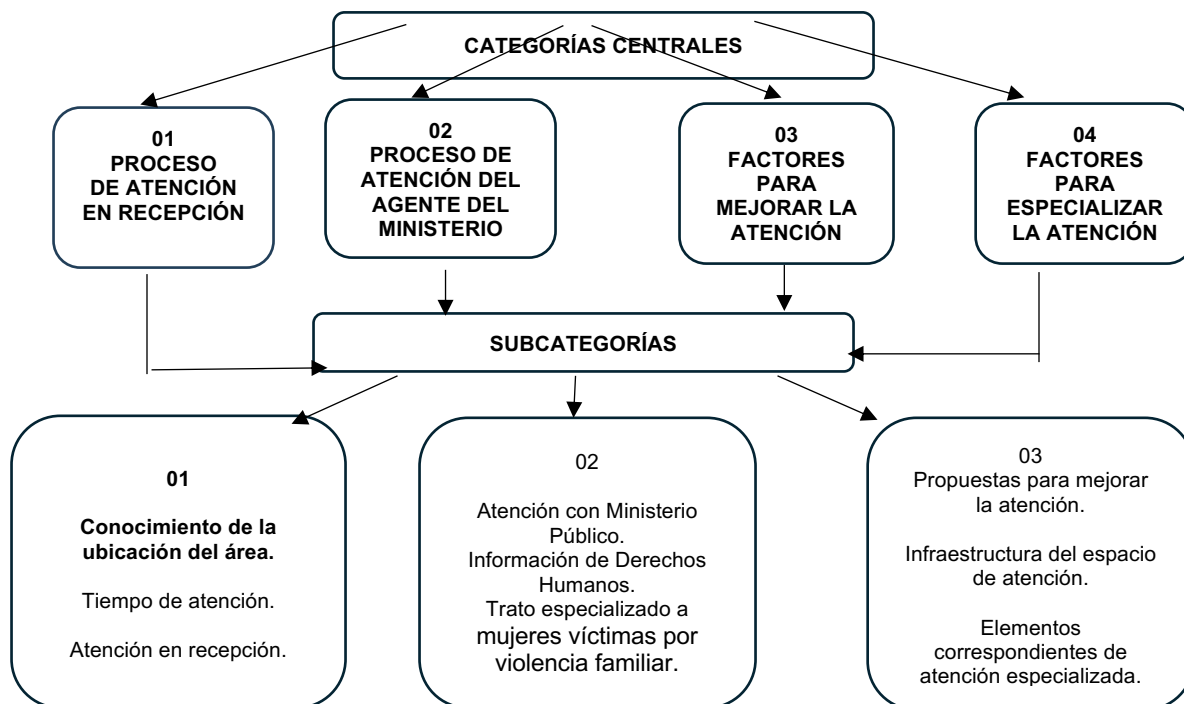 CATEGORÍAS CENTRALES
01
PROCESO
DE ATENCIÓN
EN RECEPCIÓN
02
PROCESO DE
ATENCIÓN DEL
AGENTE DEL
MINISTERIO
03
FACTORES
PARA
MEJORAR LA
ATENCIÓN
04
FACTORES
PARA
ESPECIALIZAR
LA ATENCIÓN
SUBCATEGORÍAS
01
Conocimiento de la
ubicación del área.
Tiempo de atención.
Atención en recepción.
02
Atención con Ministerio
Público.
Información de Derechos
Humanos.
Trato especializado a
mujeres víctimas por
violencia familiar.
03
Propuestas para mejorar
la atención.
Infraestructura del espacio
de atención.
Elementos
correspondientes de
atención especializada.